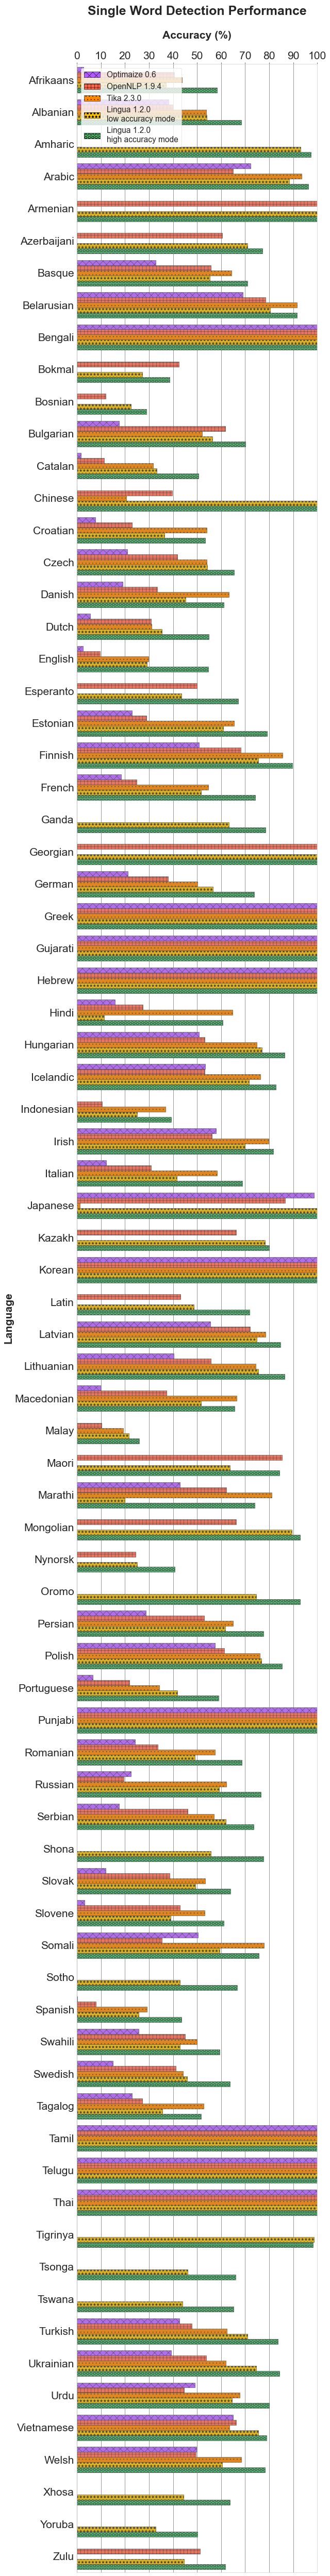 Single Word Detection Performance
Accuracy (%)
0 10 20 30 40 50 60 70 80 90 100
Optimaize 0.6
OpenNLP 1.9.4
Tika 2.3.0
Lingua 1.2.0
low accuracy mode
Lingua 1.2.0
high accuracy mode
Language
Afrikaans
Albanian
Amharic
Arabic
Armenian
Azerbaijani
Basque
Belarusian
Bengali
Bokmal
Bosnian
Bulgarian
Catalan
Chinese
Croatian
Czech
Danish
Dutch
English
Esperanto
Estonian
Finnish
French
Ganda
Georgian
German
Greek
Gujarati
Hebrew
Hindi
Hungarian
Icelandic
Indonesian
Irish
Italian
Japanese
Kazakh
Korean
Latin
Latvian
Lithuanian
Macedonian
Malay
Maori
Marathi
Mongolian
Nynorsk
Oromo
Persian
Polish
Portuguese
Punjabi
Romanian
Russian
Serbian
Shona
Slovak
Slovene
Somali
Sotho
Spanish
Swahili
Swedish
Tagalog
Tamil
Telugu
Thai
Tigrinya
Tsonga
Tswana
Turkish
Ukrainian
Urdu
Vietnamese
Welsh
Xhosa
Yoruba
Zulu